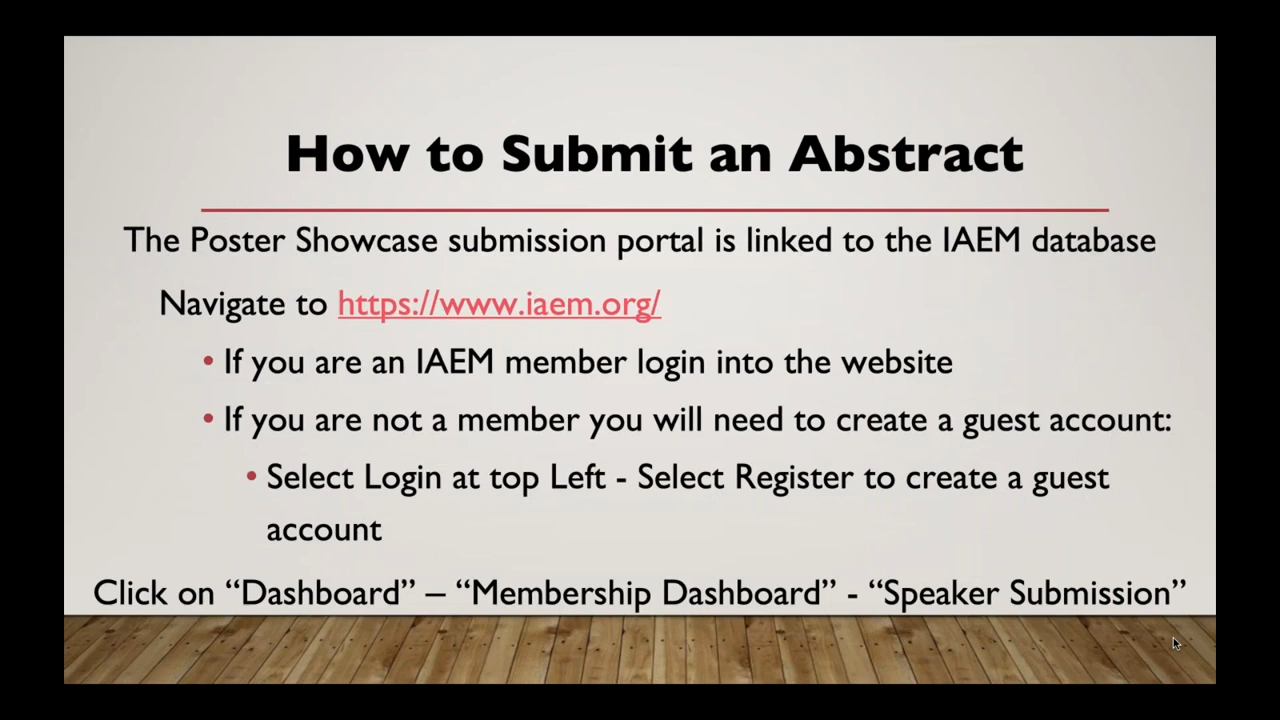 How to Submit an Abstract
The Poster Showcase submission portal is linked to the IAEM database
Navigate to https://www.iaem.org/
• If you are an IAEM member login into the website
• If you are not a member you will need to create a guest account:
• Select Login at top Left - Select Register to create a guest
account
Click on “Dashboard” – “Membership Dashboard” - “Speaker Submission”